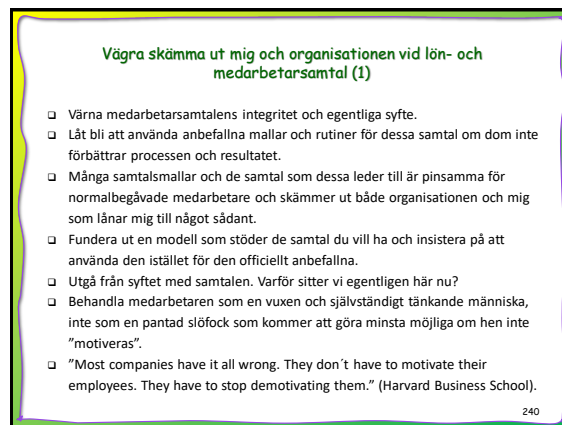 Vägra skämma ut mig och organisationen vid lön- och
medarbetarsamtal (1)
❑ Värna medarbetarsamtalens integritet och egentliga syfte.
❑ Låt bli att använda anbefallna mallar och rutiner för dessa samtal om dom inte
förbättrar processen och resultatet.
❑ Många samtalsmallar och de samtal som dessa leder till är pinsamma för
normalbegåvade medarbetare och skämmer ut både organisationen och mig
som lånar mig till något sådant.
❑ Fundera ut en modell som stöder de samtal du vill ha och insistera på att
använda den istället för den officiellt anbefallna.
❑ Utgå från syftet med samtalen. Varför sitter vi egentligen här nu?
❑ Behandla medarbetaren som en vuxen och självständigt tänkande människa,
inte som en pantad slöfock som kommer att göra minsta möjliga om hen inte
”motiveras”.
❑ ”Most companies have it all wrong. They don´t have to motivate their
employees. They have to stop demotivating them.” (Harvard Business School).
240